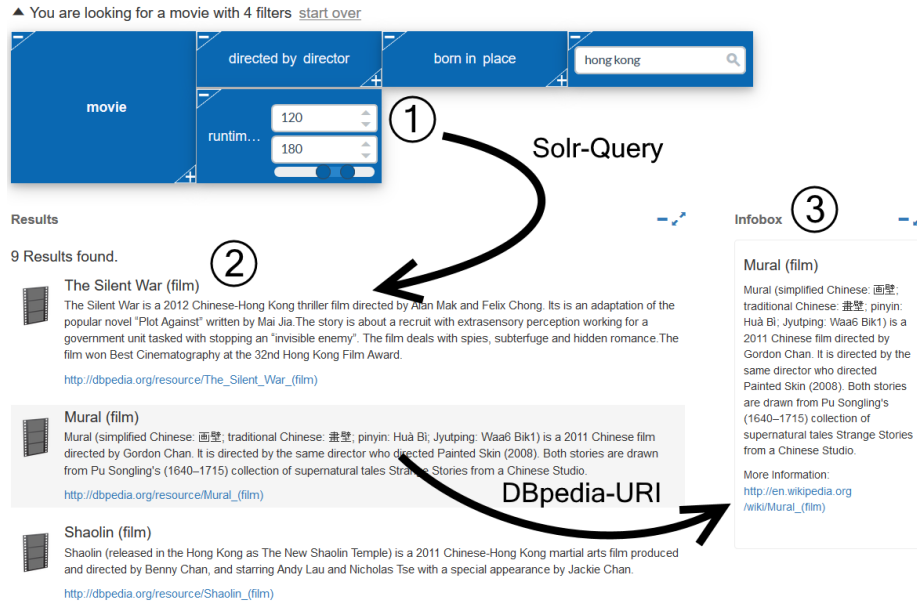 You are looking for a movie with 4 filters start over
movie
directed by director
born in place
hong kong
runtim...
120
180
1
Solr-Query
Results
9 Results found.
2
The Silent War (film)
The Silent War is a 2012 Chinese-Hong Kong thriller film directed by Alan Mak and Felix Chong. Its is an adaptation of the
popular novel "Plot Against" written by Mai Jia.The story is about a recruit with extrasensory perception working for a
government unit tasked with stopping an "invisible enemy". The film deals with spies, subterfuge and hidden romance.The
film won Best Cinematography at the 32nd Hong Kong Film Award.
http://dbpedia.org/resource/The_Silent_War_(film)
Mural (film)
Mural (simplified Chinese: 画壁; traditional Chinese: 畫壁; pinyin: Huà Bì; Jyutping: Waa6 Bik1) is a 2011 Chinese film
directed by Gordon Chan. It is directed by the same director who directed Painted Skin (2008). Both stories are drawn
from Pu Songling's (1640–1715) collection of supernatural tales Strange Stories from a Chinese Studio.
http://dbpedia.org/resource/Mural_(film)
DBpedia-URI
Shaolin (film)
Shaolin (released in the Hong Kong as The New Shaolin Temple) is a 2011 Chinese-Hong Kong martial arts film produced
and directed by Benny Chan, and starring Andy Lau and Nicholas Tse with a special appearance by Jackie Chan.
http://dbpedia.org/resource/Shaolin_(film)
Infobox
3
Mural (film)
Mural (simplified Chinese: 画壁;
traditional Chinese: 畫壁; pinyin:
Huà Bì; Jyutping: Waa6 Bik1) is a
2011 Chinese film directed by
Gordon Chan. It is directed by the
same director who directed
Painted Skin (2008). Both stories
are drawn from Pu Songling's
(1640–1715) collection of
supernatural tales Strange Stories
from a Chinese Studio.
More Information:
http://en.wikipedia.org
/wiki/Mural_(film)